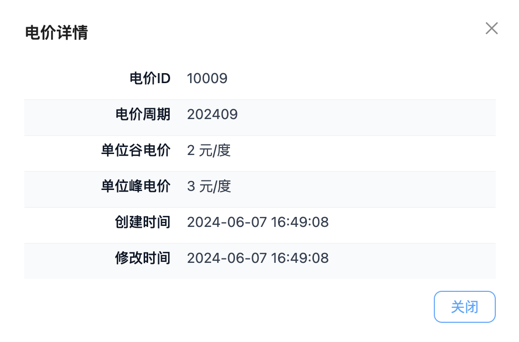 电价详情
电价ID 10009
电价周期 202409
单位谷电价 2 元/度
单位峰电价 3 元/度
创建时间 2024-06-07 16:49:08
修改时间 2024-06-07 16:49:08
关闭